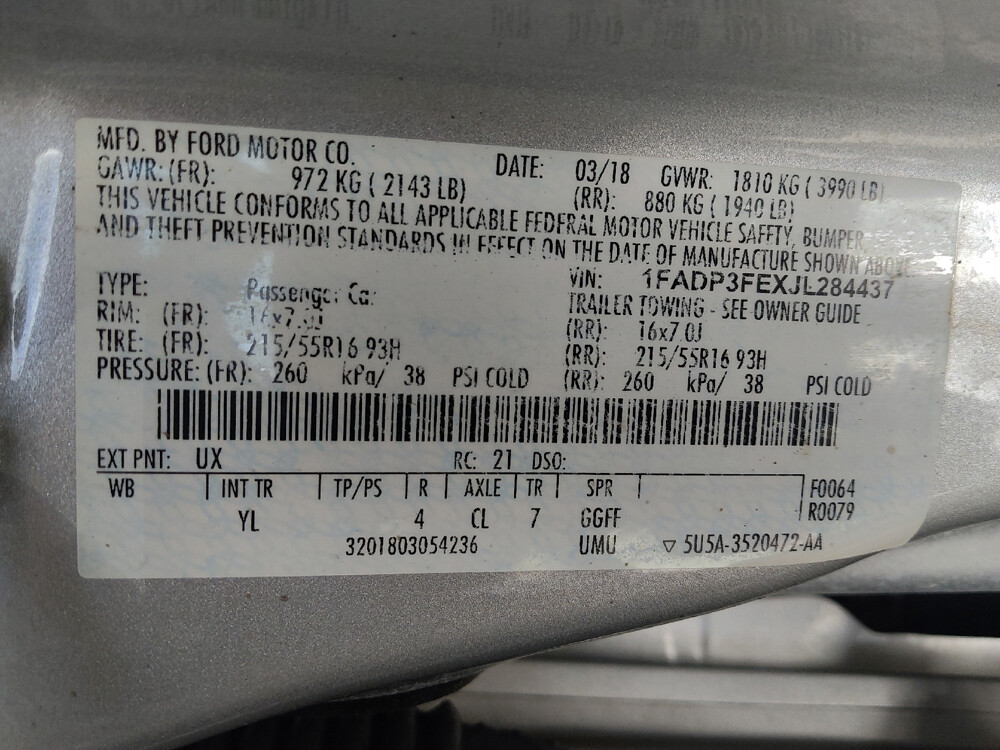 MFD. BY FORD MOTOR CO. DATE: 03/18 GVWR: 1810 KG ( 3990 LB)
GAWR: (FR): 972 KG ( 2143 LB) (RR): 880 KG ( 1940 LB)
THIS VEHICLE CONFORMS TO ALL APPLICABLE FEDERAL MOTOR VEHICLE SAFETY, BUMPER,
AND THEFT PREVENTION STANDARDS IN EFFECT ON THE DATE OF MANUFACTURE SHOWN ABOVE
VIN: 1FADP3FEXJL284437
TYPE: Passenger Car TRAILER TOWING - SEE OWNER GUIDE
RIM: (FR): 16x7.0J (RR): 16x7.0J
TIRE: (FR): 215/55R16 93H (RR): 215/55R16 93H
PRESSURE: (FR): 260 kPa/ 38 PSI COLD (RR): 260 kPa/ 38 PSI COLD
EXT PNT: UX RC: 21 DSO:
WB INT TR TP/PS R AXLE TR SPR F0064
YL 4 CL 7 GGFF R0079
3201803054236 UMU ▽ 5U5A-3520472-AA